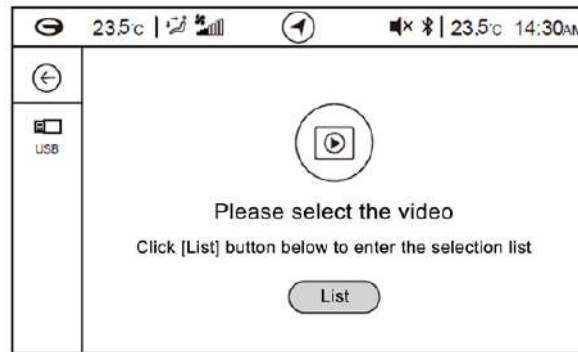 23.5°C 23.5°C 14:30AM
USB
Please select the video
Click [List] button below to enter the selection list
List